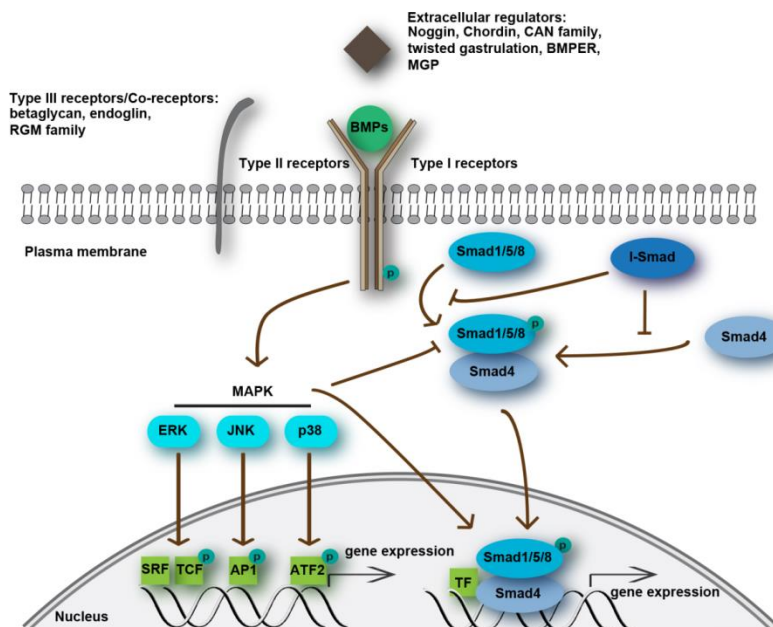 Extracellular regulators:
Noggin, Chordin, CAN family,
twisted gastrulation, BMPER,
MGP
Type III receptors/Co-receptors:
betaglycan, endoglin,
RGM family
BMPs
Type II receptors
Type I receptors
Plasma membrane
p
Smad1/5/8
I-Smad
Smad1/5/8
p
Smad4
Smad4
MAPK
ERK
JNK
p38
SRF
TCF
p
AP1
p
ATF2
p
gene expression
Smad1/5/8
p
TF
Smad4
gene expression
Nucleus